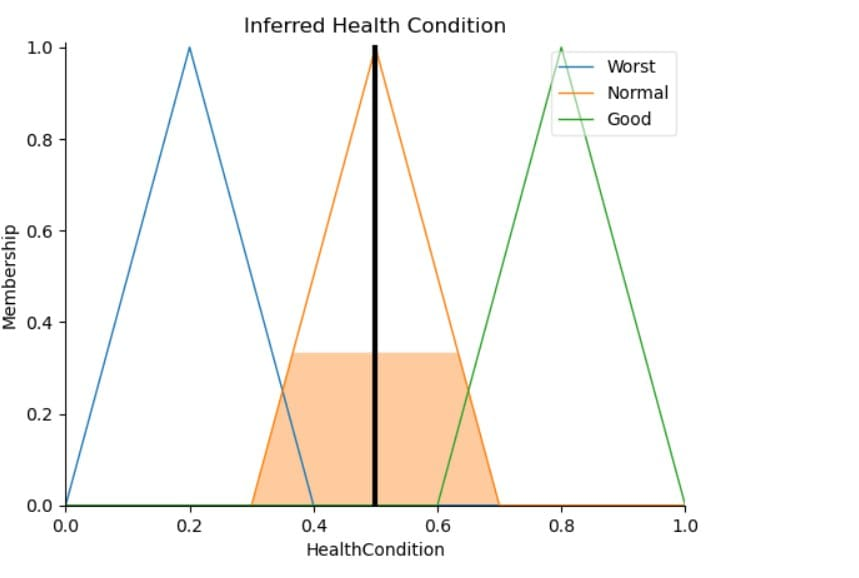 Inferred Health Condition
1.0
0.8
0.6
0.4
0.2
0.0
Membership
Worst
Normal
Good
0.0 0.2 0.4 0.6 0.8 1.0
HealthCondition